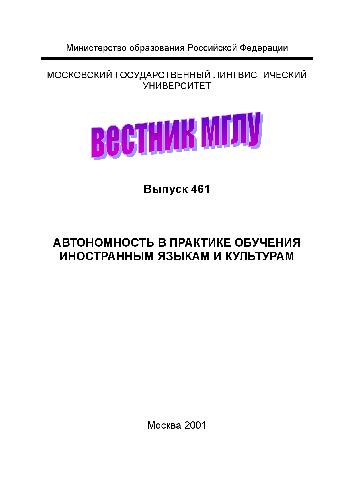 Министерство образования Российской Федерации
МОСКОВСКИЙ ГОСУДАРСТВЕННЫЙ ЛИНГВИСТИЧЕСКИЙ
УНИВЕРСИТЕТ
ВЕСТНИК МГЛУ
Выпуск 461
АВТОНОМНОСТЬ В ПРАКТИКЕ ОБУЧЕНИЯ
ИНОСТРАННЫМ ЯЗЫКАМ И КУЛЬТУРАМ
Москва 2001